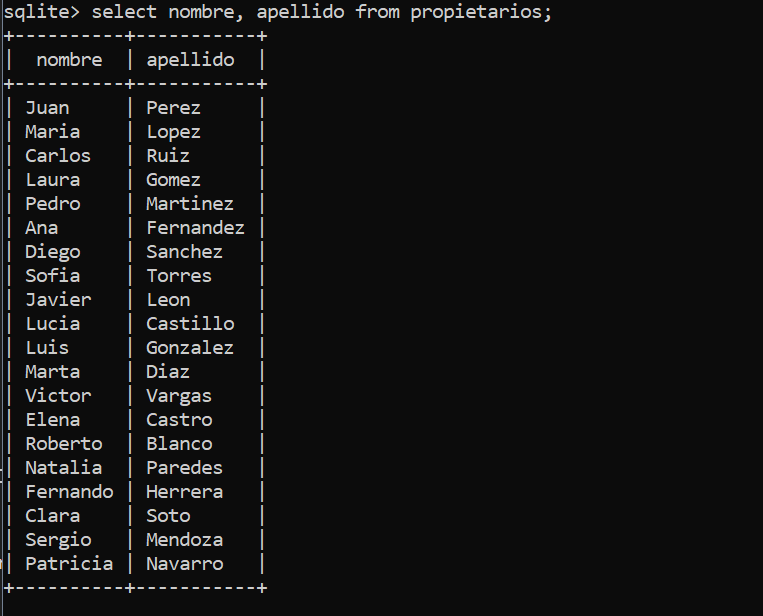 sqlite> select nombre, apellido from propietarios;
+----------+-----------+
|  nombre  | apellido  |
+----------+-----------+
| Juan     | Perez     |
| Maria    | Lopez     |
| Carlos   | Ruiz      |
| Laura    | Gomez     |
| Pedro    | Martinez  |
| Ana      | Fernandez |
| Diego    | Sanchez   |
| Sofia    | Torres    |
| Javier   | Leon      |
| Lucia    | Castillo  |
| Luis     | Gonzalez  |
| Marta    | Diaz      |
| Victor   | Vargas    |
| Elena    | Castro    |
| Roberto  | Blanco    |
| Natalia  | Paredes   |
| Fernando | Herrera   |
| Clara    | Soto      |
| Sergio   | Mendoza   |
| Patricia | Navarro   |
+----------+-----------+